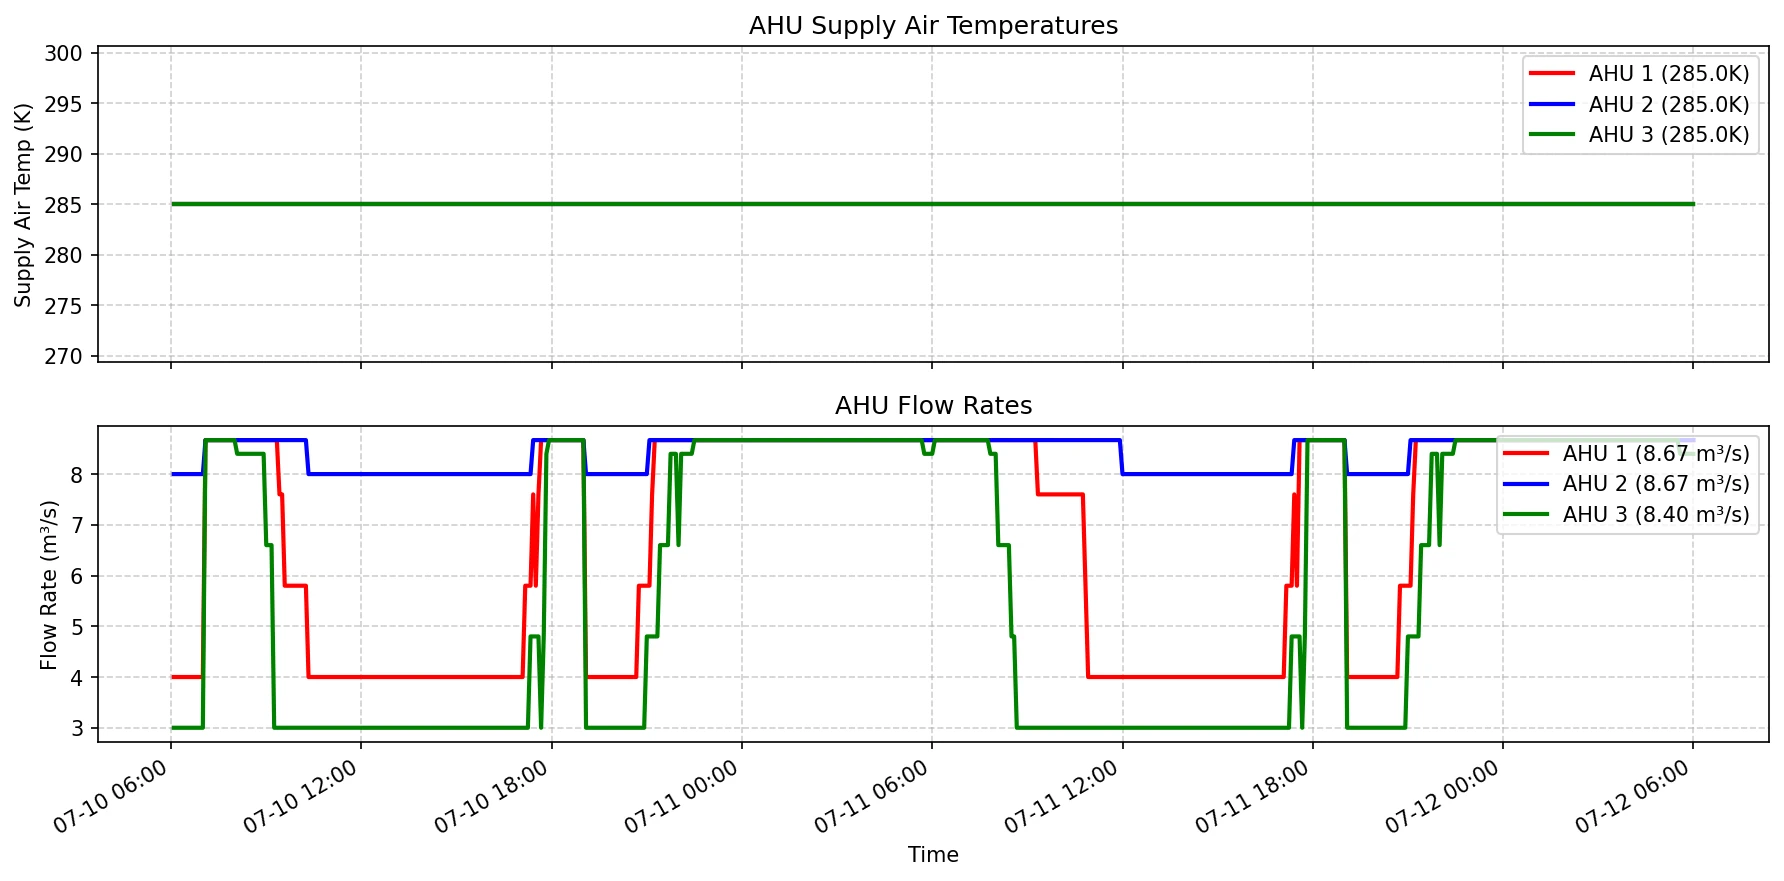 AHU Supply Air Temperatures
Supply Air Temp (K)
300
295
290
285
280
275
270
AHU 1 (285.0K)
AHU 2 (285.0K)
AHU 3 (285.0K)
AHU Flow Rates
Flow Rate (m³/s)
8
7
6
5
4
3
AHU 1 (8.67 m³/s)
AHU 2 (8.67 m³/s)
AHU 3 (8.40 m³/s)
07-10 06:00
07-10 12:00
07-10 18:00
07-11 00:00
07-11 06:00
07-11 12:00
07-11 18:00
07-12 00:00
07-12 06:00
Time